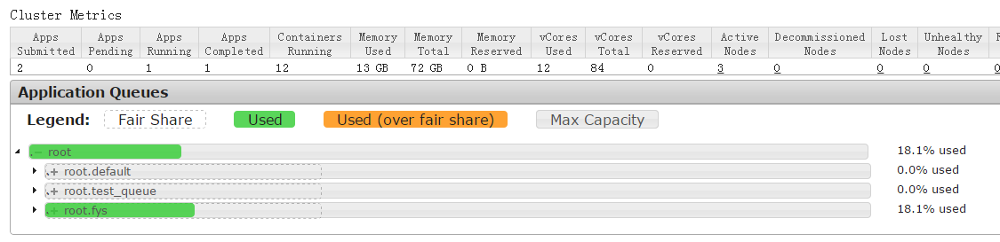 Cluster Metrics
Apps Submitted Apps Pending Apps Running Apps Completed Containers Running Memory Used Memory Total Memory Reserved vCores Used vCores Total vCores Reserved Active Nodes Decommissioned Nodes Lost Nodes Unhealthy Nodes
2 0 1 1 12 13 GB 72 GB 0 B 12 84 0 3 0 0 0 0
Application Queues
Legend: Fair Share Used Used (over fair share) Max Capacity
- root 18.1% used
+ root.default 0.0% used
+ root.test_queue 0.0% used
+ root.fys 18.1% used